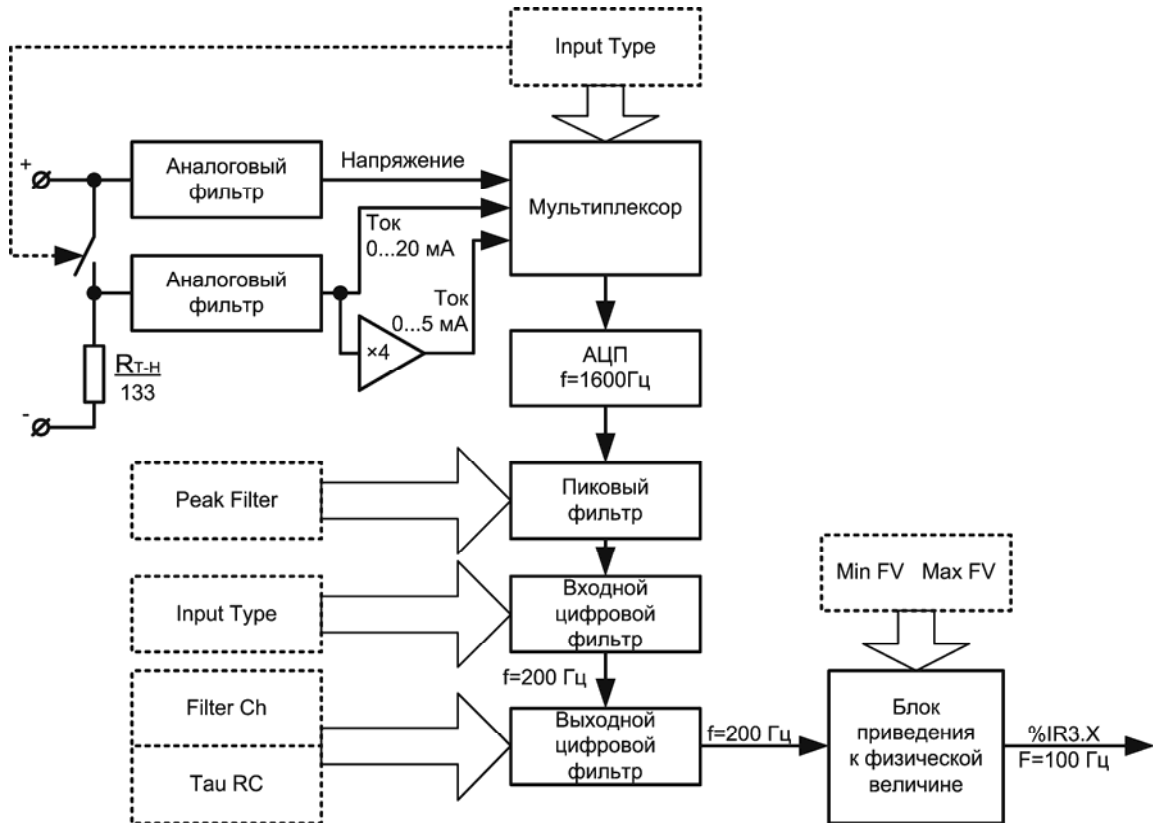 Input Type
+
Аналоговый
фильтр
Напряжение
Мультиплексор
Ток
0...20 мА
Аналоговый
фильтр
Ток
0...5 мА
×4
RТ-Н
133
-
АЦП
f=1600Гц
Peak Filter
Пиковый
фильтр
Input Type
Входной
цифровой
фильтр
Min FV Max FV
f=200 Гц
Filter Ch
Tau RC
Выходной
цифровой
фильтр
f=200 Гц
Блок
приведения
к физической
величине
%IR3.X
F=100 Гц